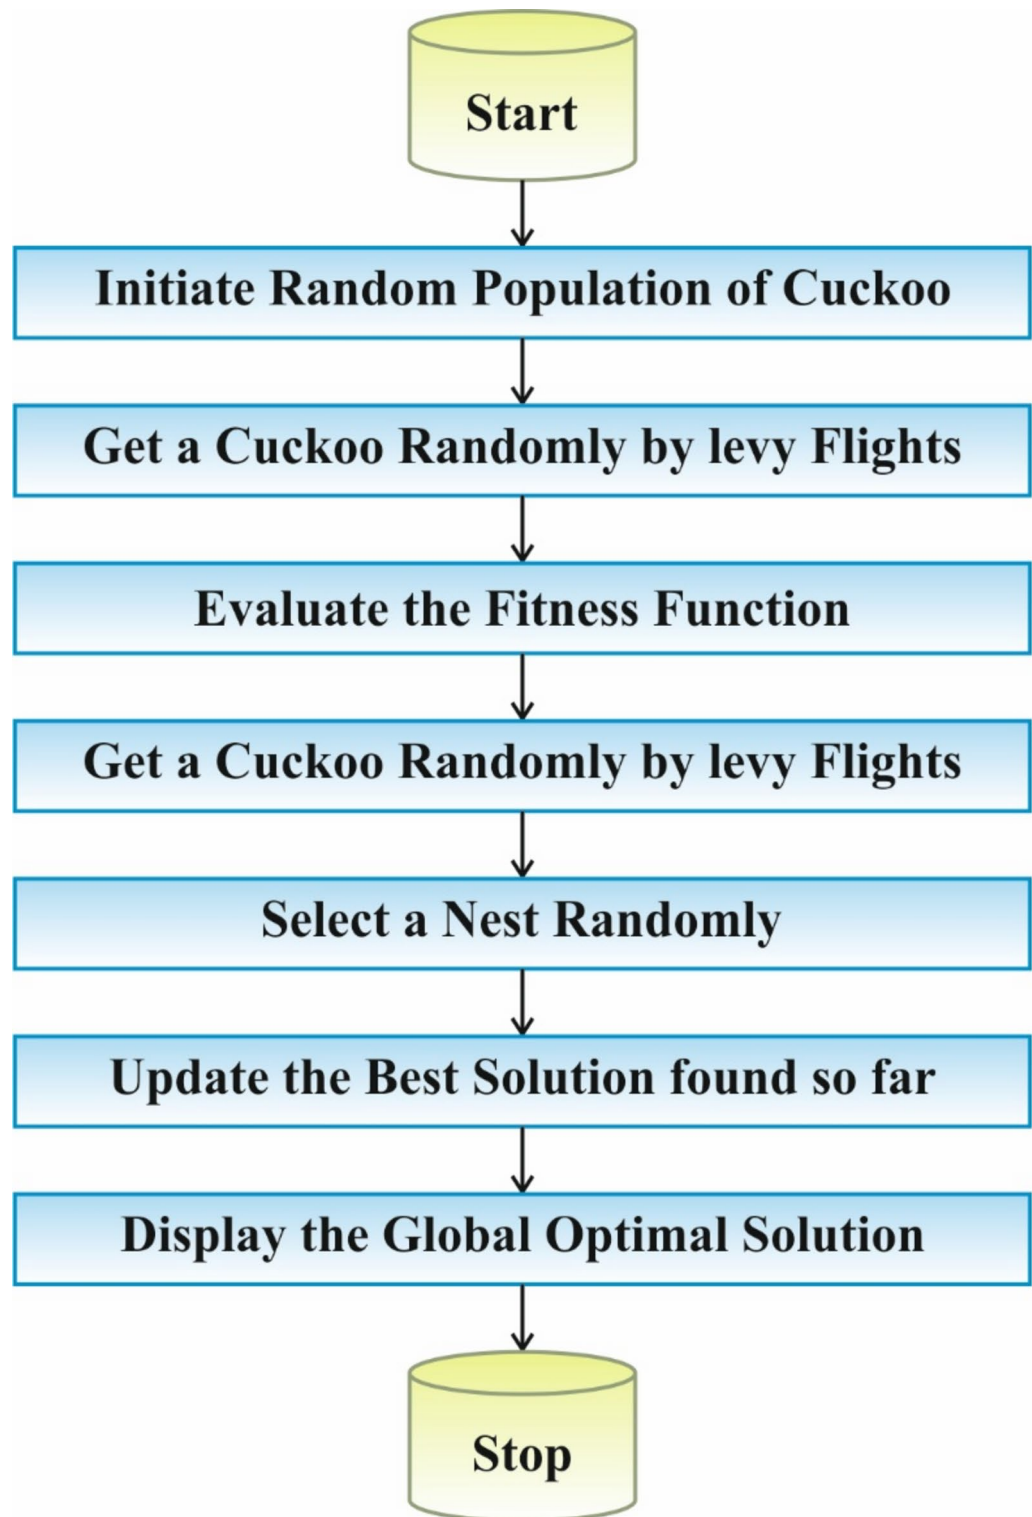 Start
Initiate Random Population of Cuckoo
Get a Cuckoo Randomly by levy Flights
Evaluate the Fitness Function
Get a Cuckoo Randomly by levy Flights
Select a Nest Randomly
Update the Best Solution found so far
Display the Global Optimal Solution
Stop